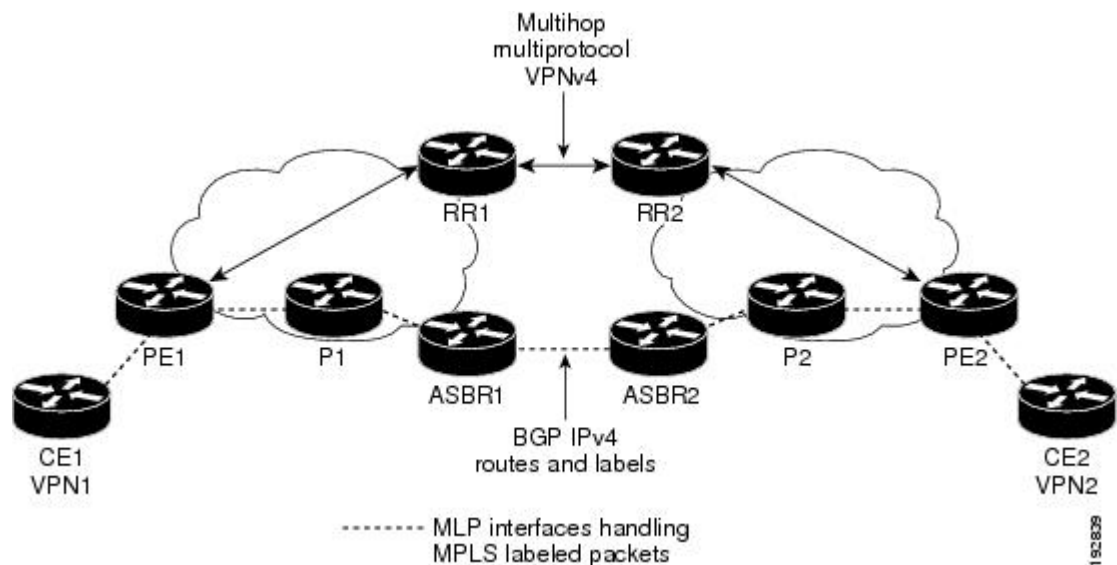 Multihop
multiprotocol
VPNv4
RR1
RR2
PE1
P1
ASBR1
ASBR2
P2
PE2
CE1
VPN1
BGP IPv4
routes and labels
CE2
VPN2
MLP interfaces handling
MPLS labeled packets
192839